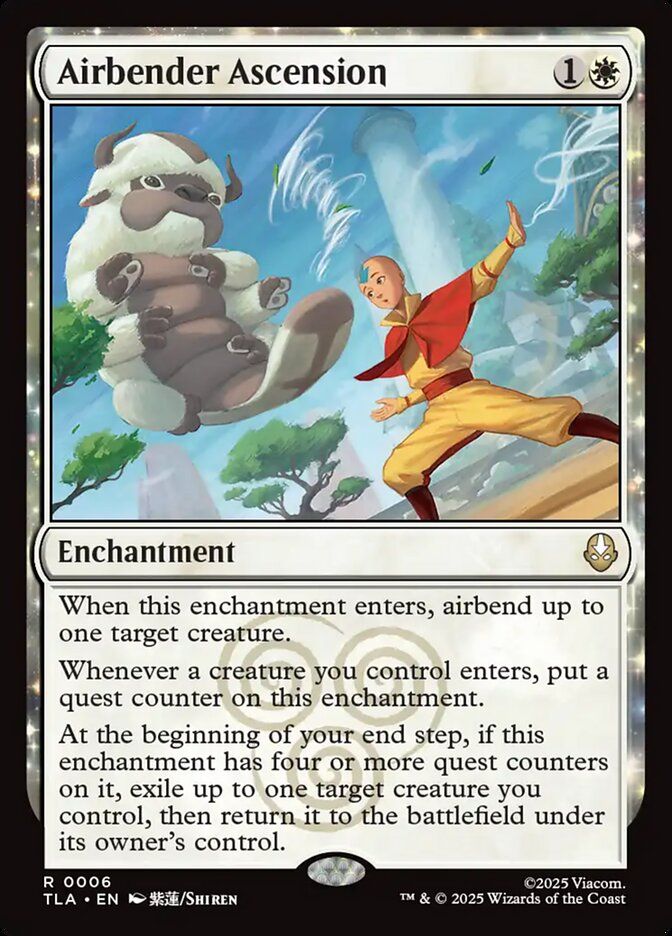 Airbender Ascension 1
Enchantment
When this enchantment enters, airbend up to
one target creature.
Whenever a creature you control enters, put a
quest counter on this enchantment.
At the beginning of your end step, if this
enchantment has four or more quest counters
on it, exile up to one target creature you
control, then return it to the battlefield under
its owner's control.
R 0006
TLA • EN 紫蓮/Shiren
©2025 Viacom.
™ & © 2025 Wizards of the Coast